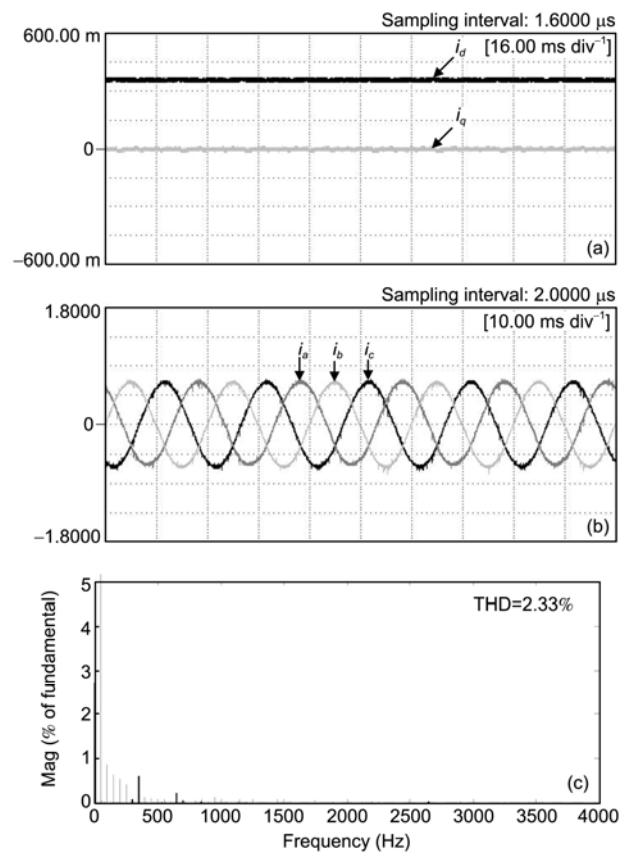 Sampling interval: 1.6000 μs
600.00 m
[16.00 ms div⁻¹]
i_d
i_q
0
−600.00 m
(a)
Sampling interval: 2.0000 μs
1.8000
[10.00 ms div⁻¹]
i_a i_b i_c
0
−1.8000
(b)
5
THD=2.33%
4
3
2
1
0
Mag (% of fundamental)
(c)
0 500 1000 1500 2000 2500 3000 3500 4000
Frequency (Hz)